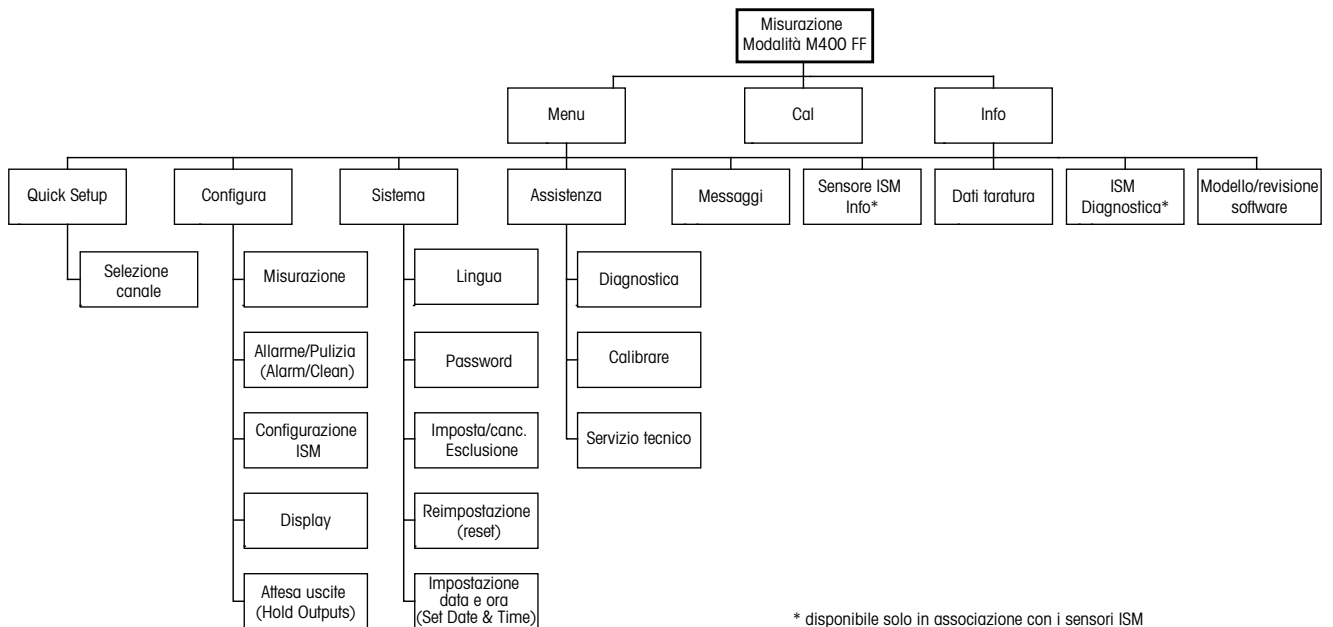 Misurazione
Modalità M400 FF
Menu
Cal
Info
Quick Setup
Configura
Sistema
Assistenza
Messaggi
Sensore ISM
Info*
Dati taratura
ISM
Diagnostica*
Modello/revisione
software
Selezione
canale
Misurazione
Lingua
Diagnostica
Allarme/Pulizia
(Alarm/Clean)
Password
Calibrare
Configurazione
ISM
Imposta/canc.
Esclusione
Servizio tecnico
Display
Reimpostazione
(reset)
Attesa uscite
(Hold Outputs)
Impostazione
data e ora
(Set Date & Time)
* disponibile solo in associazione con i sensori ISM